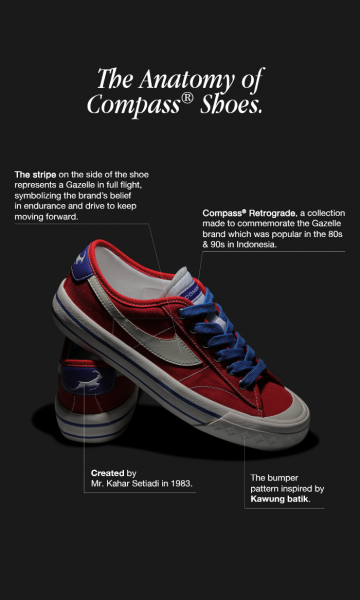 The Anatomy of
Compass® Shoes.
The stripe on the side of the shoe
represents a Gazelle in full flight,
symbolizing the brand's belief
in endurance and drive to keep
moving forward.
Compass® Retrograde, a collection
made to commemorate the Gazelle
brand which was popular in the 80s
& 90s in Indonesia.
Created by
Mr. Kahar Setiadi in 1983.
The bumper
pattern inspired by
Kawung batik.